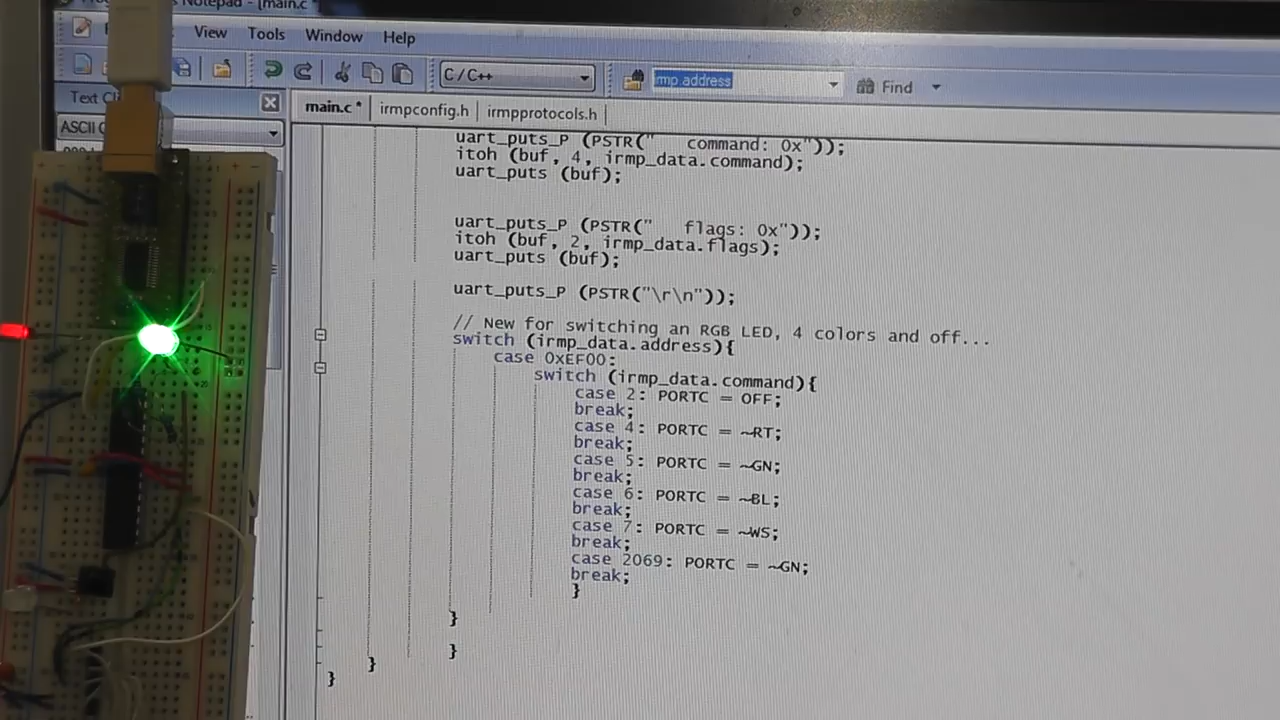 Notepad - [main.c *
View Tools Window Help
C/C++
irmp.address
Find
ASCII
main.c * irmpconfig.h irmpprotocols.h
uart_puts_P (PSTR("   command: 0x"));
itoh (buf, 4, irmp_data.command);
uart_puts (buf);
uart_puts_P (PSTR("   flags: 0x"));
itoh (buf, 2, irmp_data.flags);
uart_puts (buf);
uart_puts_P (PSTR("\r\n"));
// New for switching an RGB LED, 4 colors and off...
switch (irmp_data.address){
case 0xEF00:
switch (irmp_data.command){
case 2: PORTC = OFF;
break;
case 4: PORTC = ~RT;
break;
case 5: PORTC = ~GN;
break;
case 6: PORTC = ~BL;
break;
case 7: PORTC = ~WS;
break;
case 2069: PORTC = ~GN;
break;
}
}
}
}
}